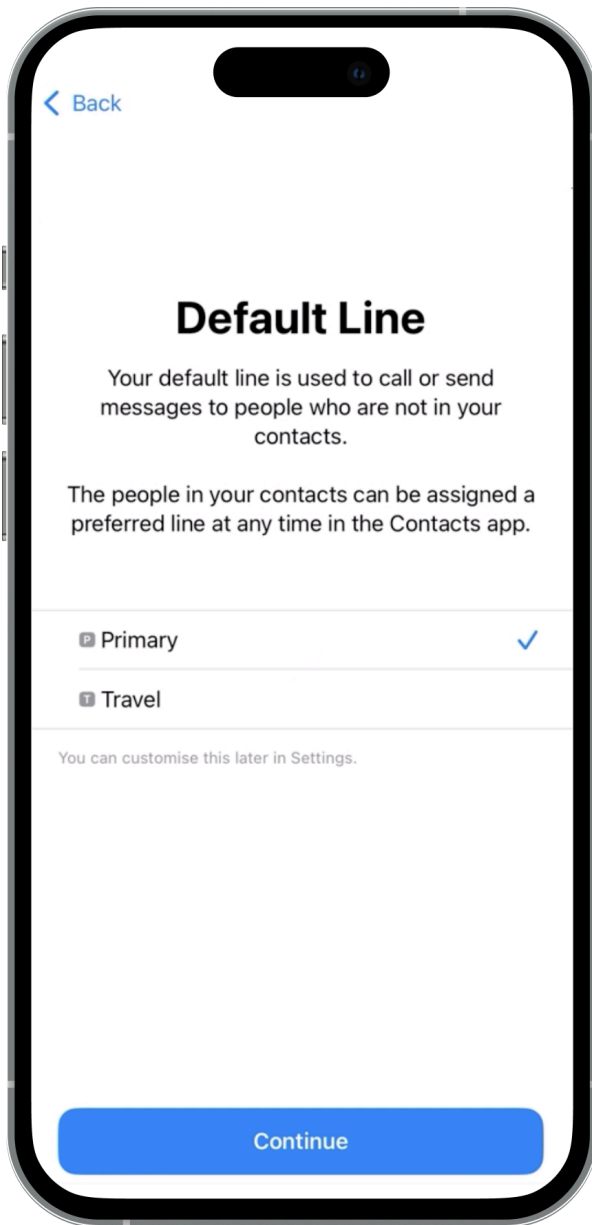 Back
Default Line
Your default line is used to call or send
messages to people who are not in your
contacts.
The people in your contacts can be assigned a
preferred line at any time in the Contacts app.
P Primary
T Travel
You can customise this later in Settings.
Continue